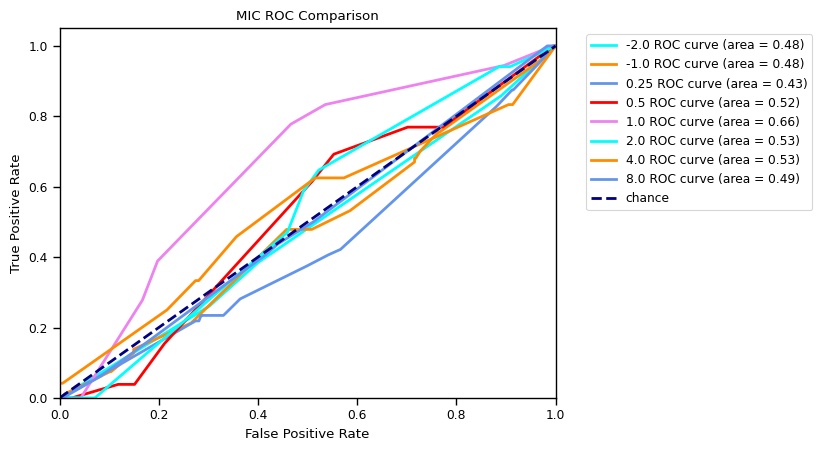 MIC ROC Comparison
True Positive Rate
1.0
0.8
0.6
0.4
0.2
0.0
0.0 0.2 0.4 0.6 0.8 1.0
False Positive Rate
-2.0 ROC curve (area = 0.48)
-1.0 ROC curve (area = 0.48)
0.25 ROC curve (area = 0.43)
0.5 ROC curve (area = 0.52)
1.0 ROC curve (area = 0.66)
2.0 ROC curve (area = 0.53)
4.0 ROC curve (area = 0.53)
8.0 ROC curve (area = 0.49)
chance